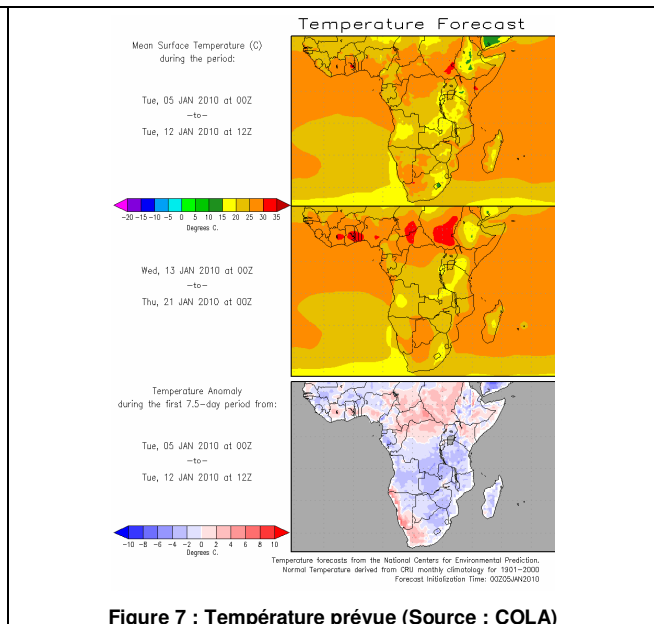 Temperature Forecast
Mean Surface Temperature (C)
during the period:
Tue, 05 JAN 2010 at 00Z
-to-
Tue, 12 JAN 2010 at 12Z
-20 -15 -10 -5 0 5 10 15 20 25 30 35
Degrees C.
Wed, 13 JAN 2010 at 00Z
-to-
Thu, 21 JAN 2010 at 00Z
Temperature Anomaly
during the first 7.5-day period from:
Tue, 05 JAN 2010 at 00Z
-to-
Tue, 12 JAN 2010 at 12Z
-10 -8 -6 -4 -2 0 2 4 6 8 10
Degrees C.
Temperature forecasts from the National Centers for Environmental Prediction.
Normal Temperature derived from CRU monthly climatology for 1901-2000
Forecast Initialization Time: 00Z05JAN2010
Figure 7 : Température prévue (Source : COLA)